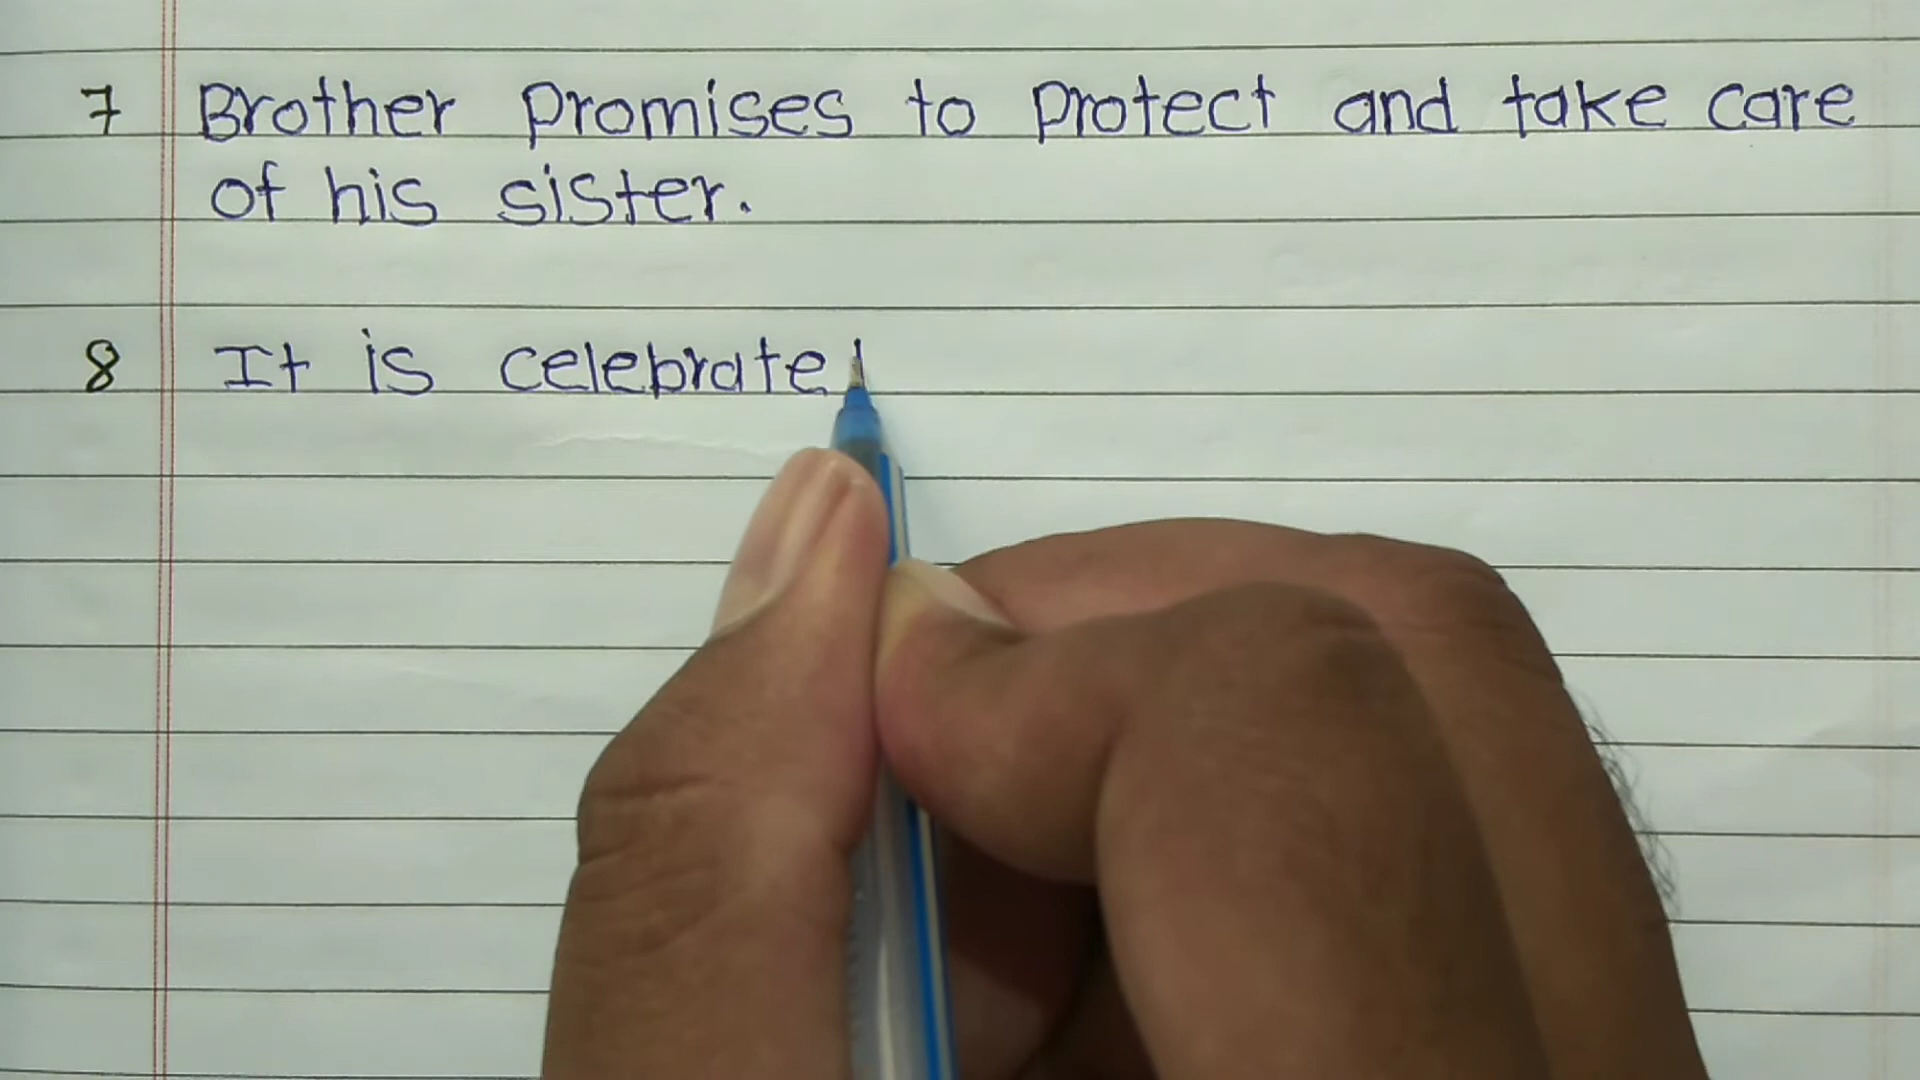 7 Brother promises to protect and take care
of his sister.
8 It is celebrate